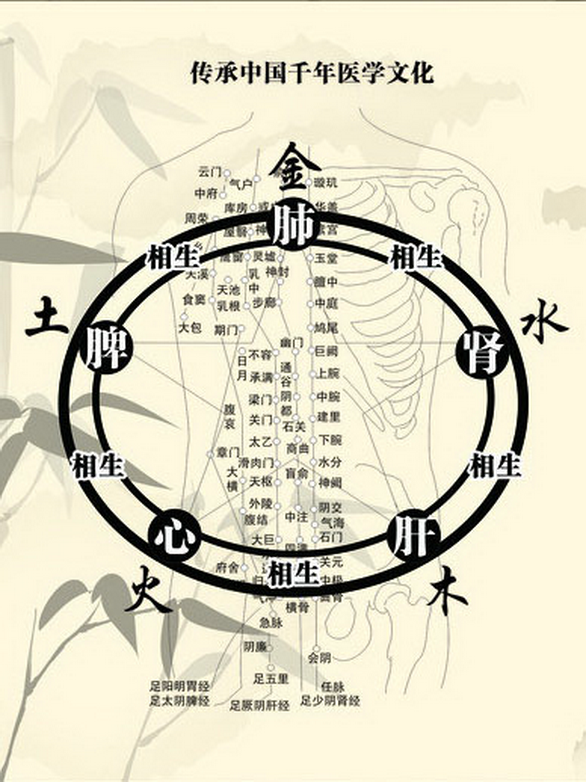 传承中国千年医学文化
金
云门
气户
璇玑
中府
库房
华盖
周荣
肺
屋翳
相生
相生
鹰窗
灵墟
玉堂
天溪
乳中
神封
膻中
天池
食窦
乳根
步廊
中庭
土
水
大包
期门
鸠尾
脾
肾
幽门
日月
不容
巨阙
承满
通谷
上脘
梁门
阴都
中脘
腹哀
关门
石关
建里
太乙
商曲
下脘
章门
滑肉门
水分
相生
相生
大横
天枢
肓俞
神阙
外陵
阴交
腹结
中注
气海
心
肝
大巨
石门
府舍
相生
关元
中极
火
木
横骨
急脉
阴廉
会阴
足五里
足阳明胃经
任脉
足太阴脾经
足厥阴肝经
足少阴肾经